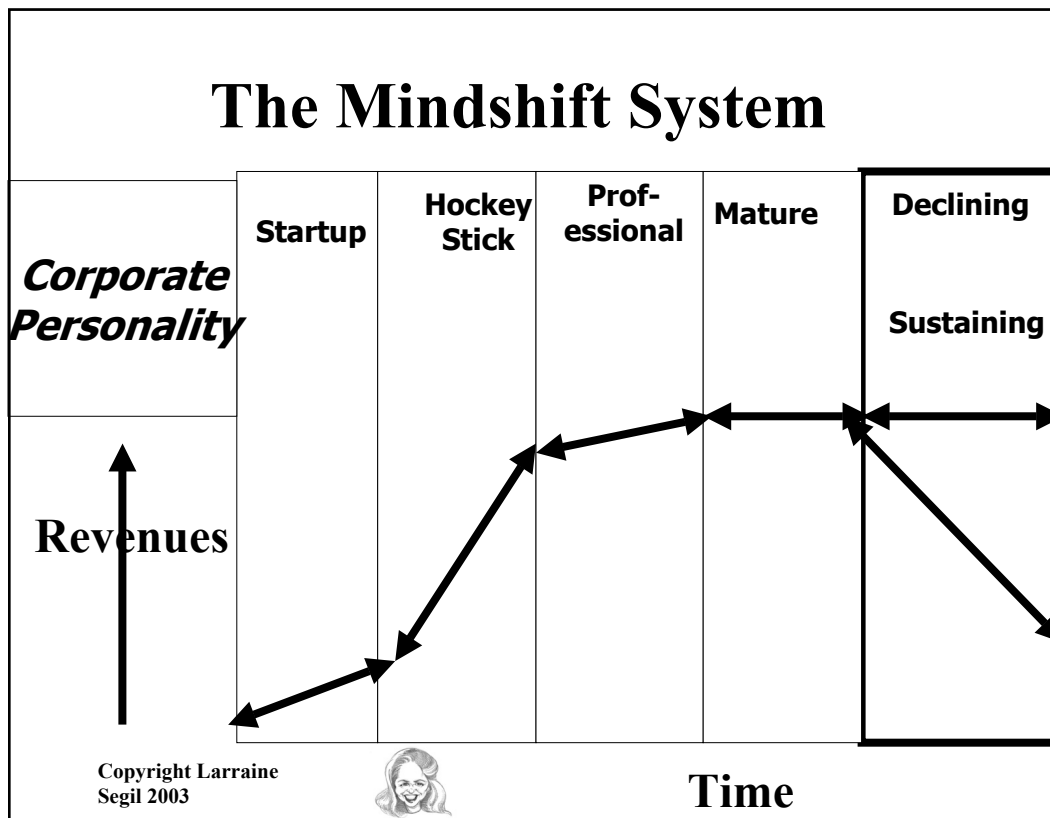 The Mindshift System
Corporate
Personality
Startup
Hockey
Stick
Prof-
essional
Mature
Declining
Sustaining
Revenues
Copyright Larraine
Segil 2003
Time